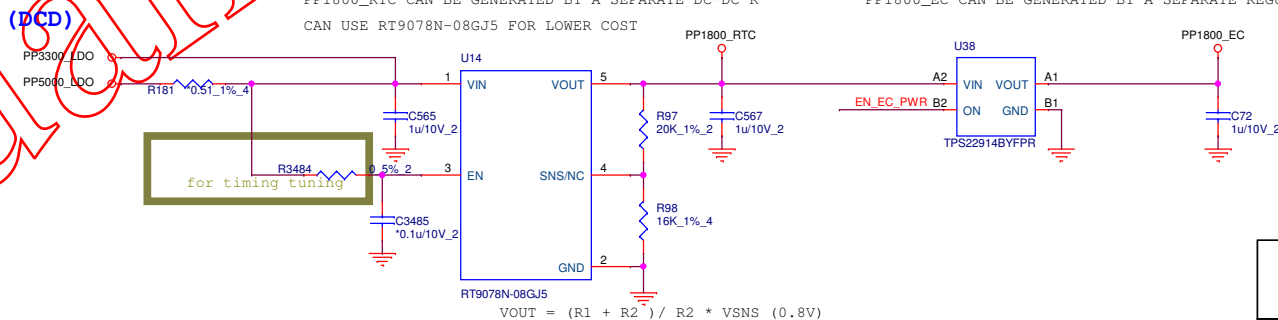 PP1800_RTC CAN BE GENERATED BY A SEPARATE DC DC R
PP1800_EC CAN BE GENERATED BY A SEPARATE REGU
(DCD)
CAN USE RT9078N-08GJ5 FOR LOWER COST
PP3300_LDO
PP5000_LDO
R181
*0.51_1%_4
U14
1
VIN
VOUT
5
PP1800_RTC
C565
1u/10V_2
R97
20K_1%_2
C567
1u/10V_2
EN_EC_PWR
U38
A2
VIN
VOUT
A1
B2
ON
GND
B1
TPS22914BYFPR
PP1800_EC
C72
1u/10V_2
R3484
0_5%_2
for timing tuning
3
EN
SNS/NC
4
C3485
*0.1u/10V_2
R98
16K_1%_4
GND
2
RT9078N-08GJ5
VOUT = (R1 + R2 )/ R2 * VSNS (0.8V)